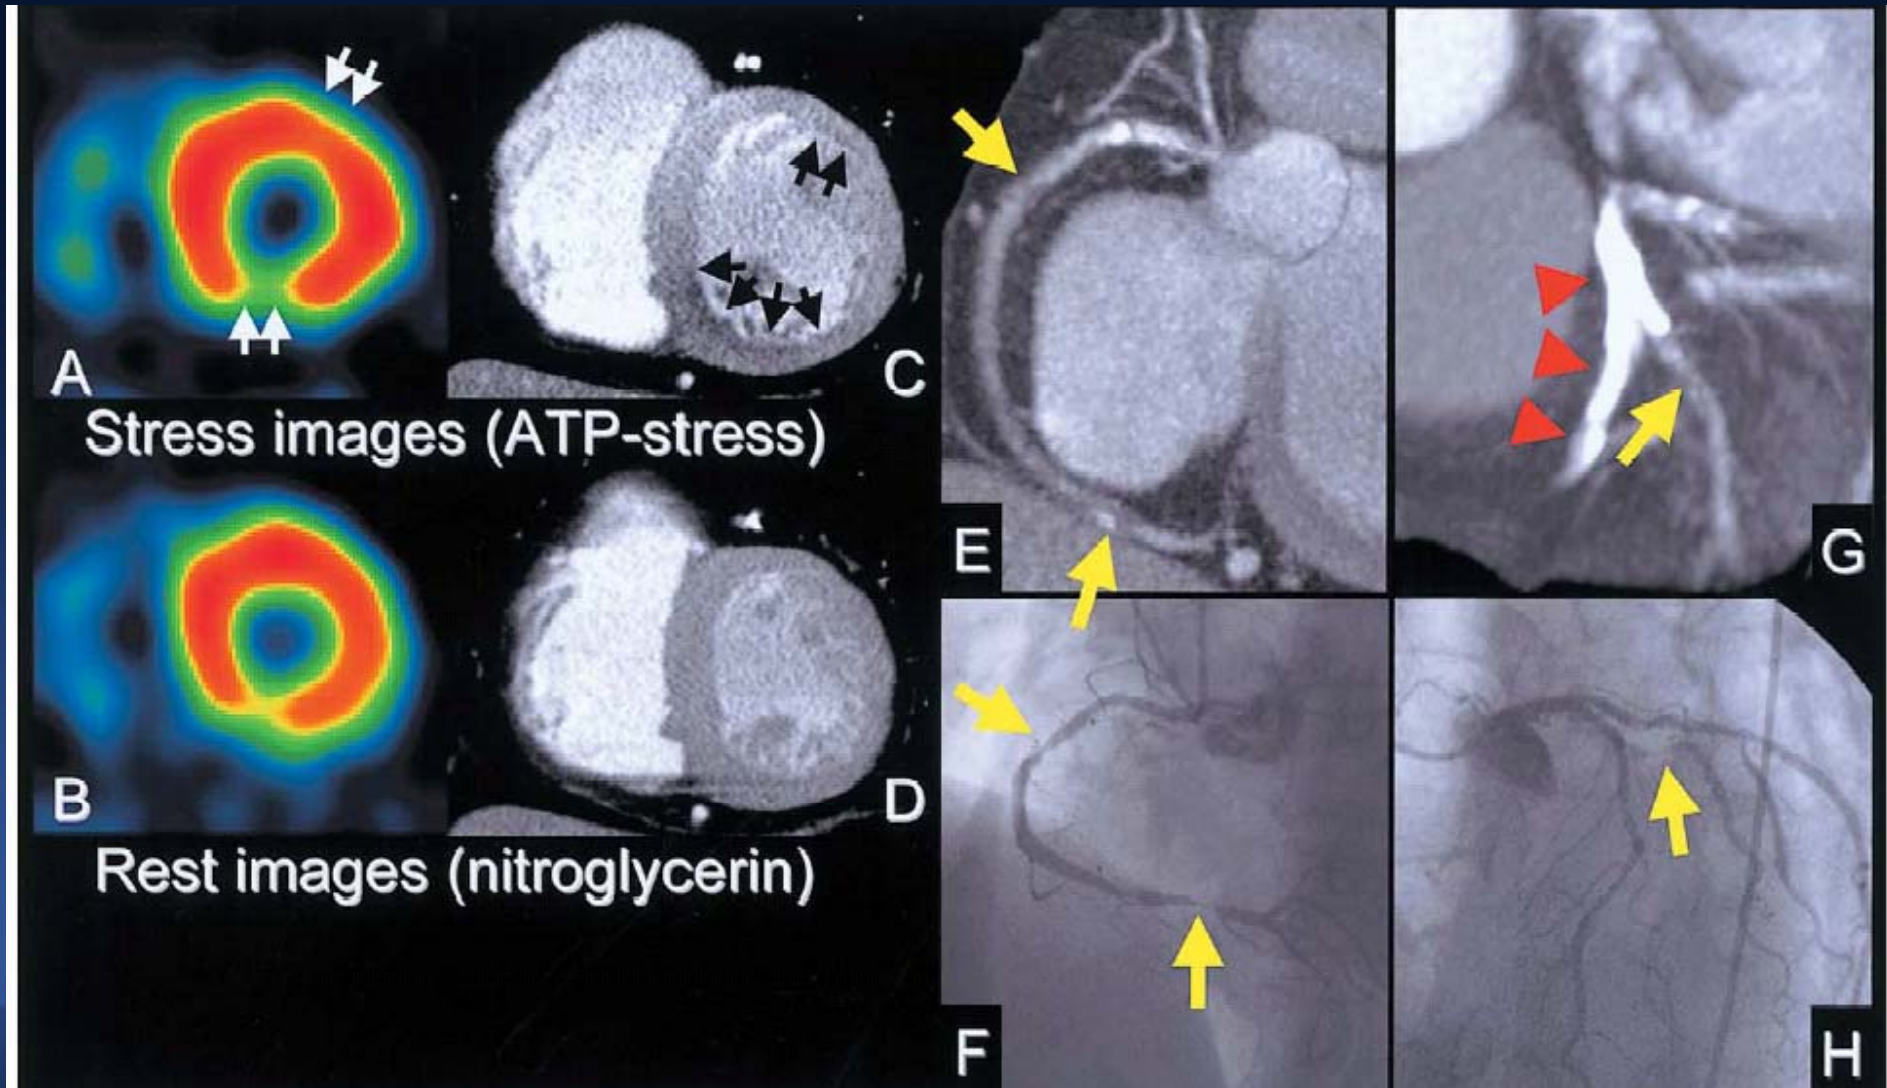 A
C
Stress images (ATP-stress)
B
D
Rest images (nitroglycerin)
E
G
F
H